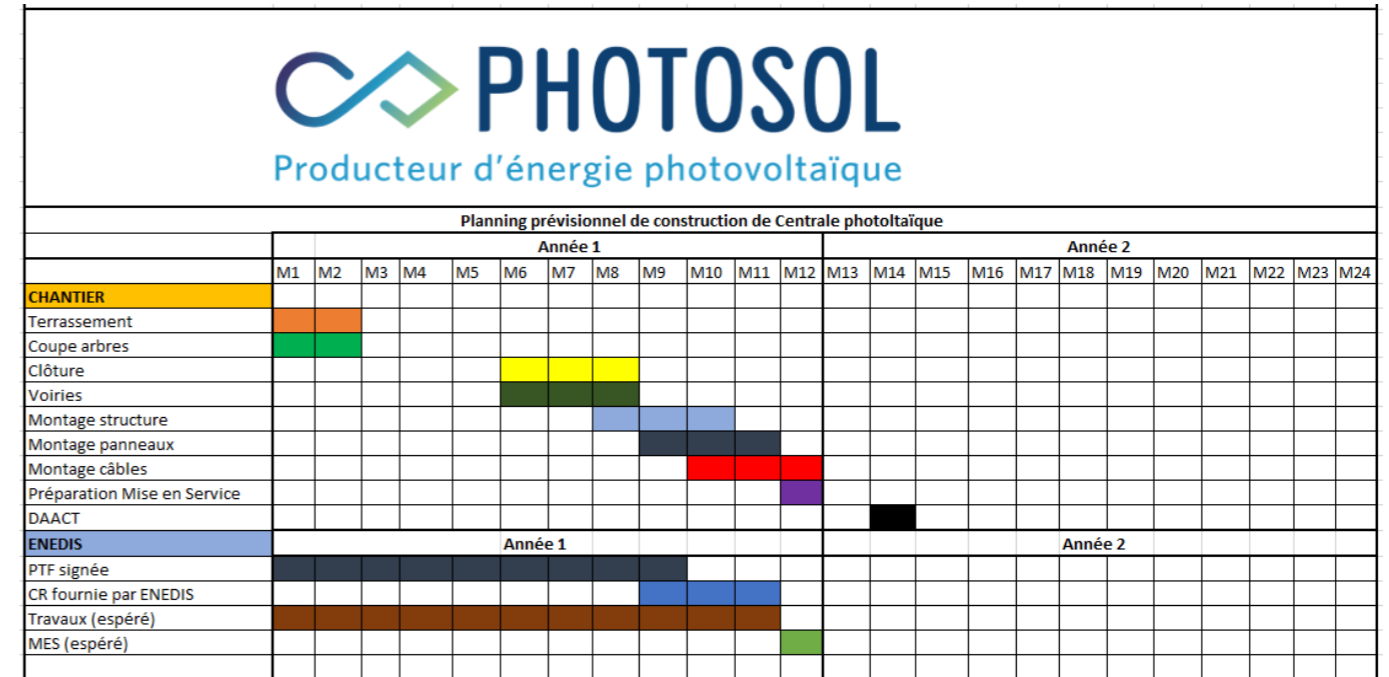 PHOTOSOL
Producteur d'énergie photovoltaïque
Planning prévisionnel de construction de Centrale photoltaïque
Année 1 Année 2
M1 M2 M3 M4 M5 M6 M7 M8 M9 M10 M11 M12 M13 M14 M15 M16 M17 M18 M19 M20 M21 M22 M23 M24
CHANTIER
Terrassement
Coupe arbres
Clôture
Voiries
Montage structure
Montage panneaux
Montage câbles
Préparation Mise en Service
DAACT
ENEDIS Année 1 Année 2
PTF signée
CR fournie par ENEDIS
Travaux (espéré)
MES (espéré)